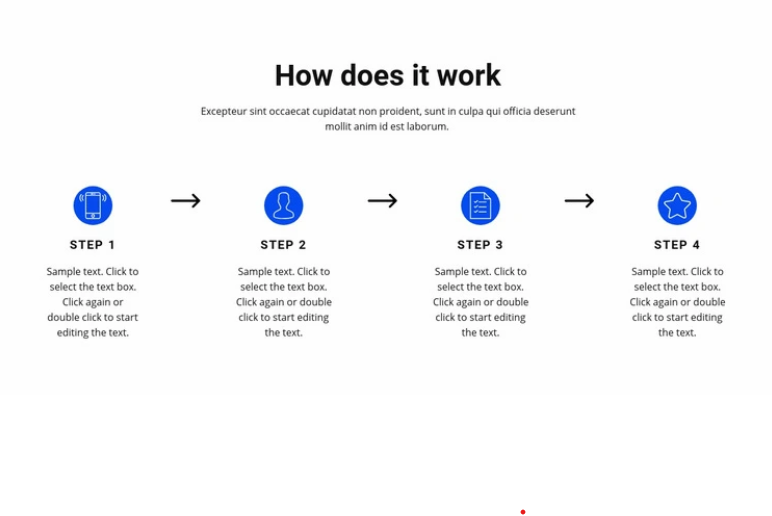 How does it work
Excepteur sint occaecat cupidatat non proident, sunt in culpa qui officia deserunt
mollit anim id est laborum.
STEP 1
Sample text. Click to
select the text box.
Click again or
double click to start
editing the text.
STEP 2
Sample text. Click to
select the text box.
Click again or double
click to start editing
the text.
STEP 3
Sample text. Click to
select the text box.
Click again or double
click to start editing
the text.
STEP 4
Sample text. Click to
select the text box.
Click again or double
click to start editing
the text.